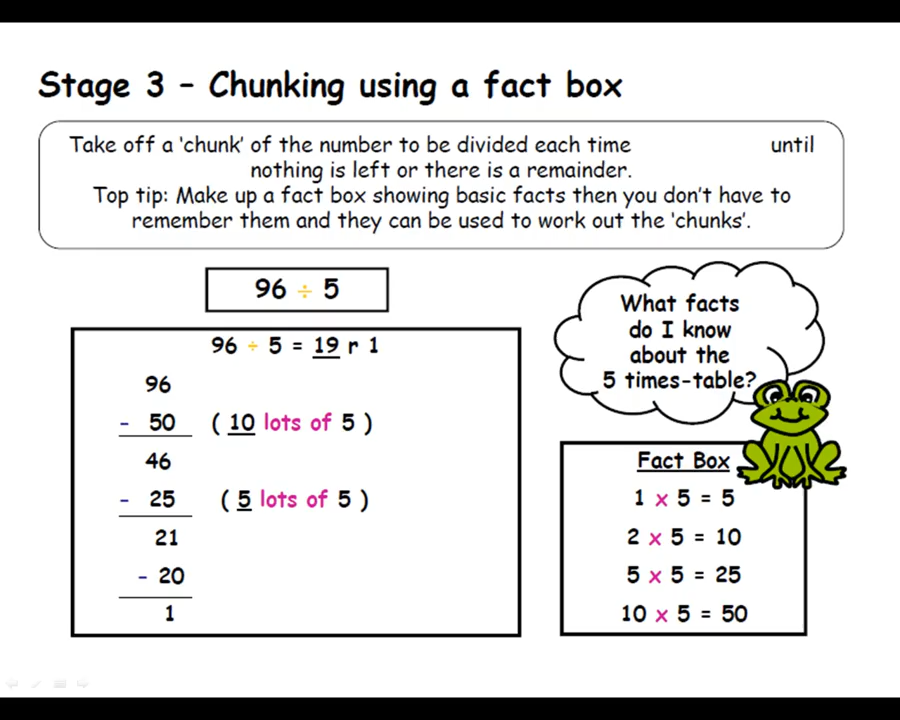 Stage 3 – Chunking using a fact box
Take off a 'chunk' of the number to be divided each time until
nothing is left or there is a remainder.
Top tip: Make up a fact box showing basic facts then you don't have to
remember them and they can be used to work out the 'chunks'.
96 ÷ 5
96 ÷ 5 = 19 r 1
96
- 50 ( 10 lots of 5 )
46
- 25 ( 5 lots of 5 )
21
- 20
1
What facts
do I know
about the
5 times-table?
Fact Box
1 x 5 = 5
2 x 5 = 10
5 x 5 = 25
10 x 5 = 50